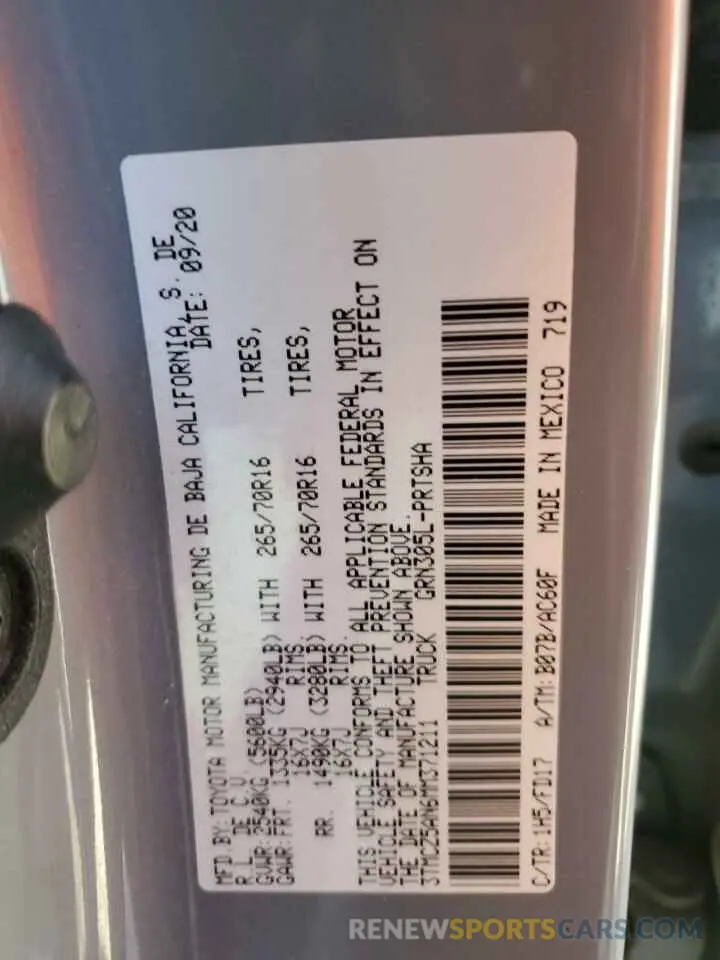 MFD BY: TOYOTA MOTOR MANUFACTURING DE BAJA CALIFORNIA, S. DE
R.L. DE C.V. DATE: 09/20
GVWR: 2540KG (5600LB)
GAWR: FRT. 1335KG (2940LB) WITH 265/70R16 TIRES,
16X7J RIMS.
RR. 1490KG (3280LB) WITH 265/70R16 TIRES,
16X7J RIMS.
THIS VEHICLE CONFORMS TO ALL APPLICABLE FEDERAL MOTOR
VEHICLE SAFETY AND THEFT PREVENTION STANDARDS IN EFFECT ON
THE DATE OF MANUFACTURE SHOWN ABOVE.
3TMCZ5AN6MM371211 TRUCK GRN305L-PRTSHA
C/TR: 1H5/FD17 A/TM: B07B/AC60F MADE IN MEXICO 719
RENEWSPORTSCARS.COM